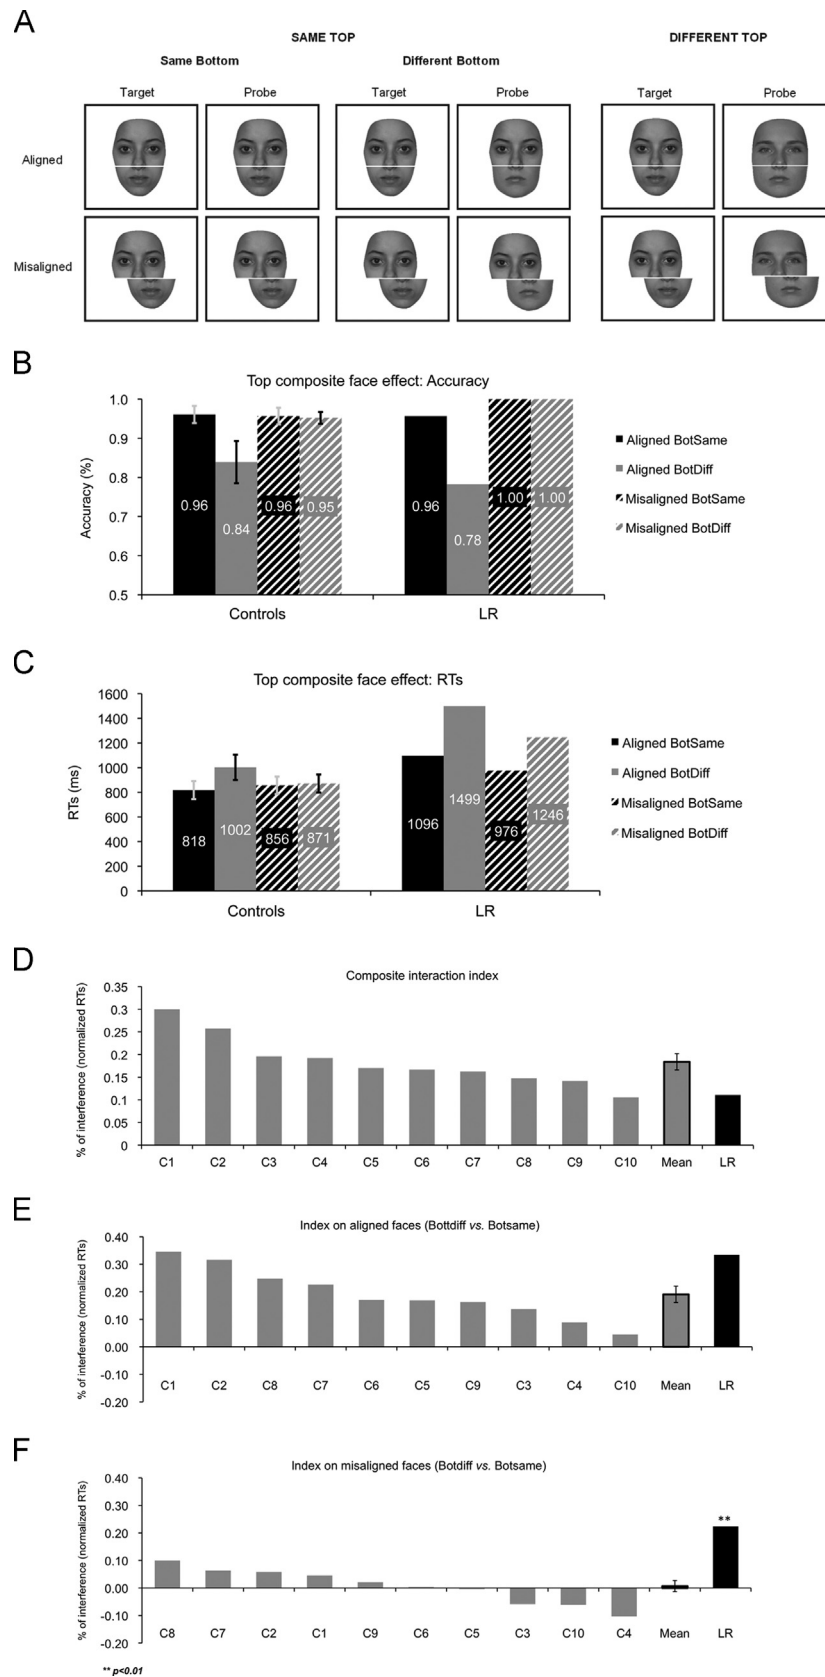 A
SAME TOP
DIFFERENT TOP
Same Bottom
Different Bottom
Target
Probe
Target
Probe
Target
Probe
Aligned
Misaligned
B
Top composite face effect: Accuracy
Accuracy (%)
1.0
0.9
0.8
0.7
0.6
0.5
0.96
0.84
0.96
0.95
0.96
0.78
1.00
1.00
Controls
LR
Aligned BotSame
Aligned BotDiff
Misaligned BotSame
Misaligned BotDiff
C
Top composite face effect: RTs
RTs (ms)
1600
1400
1200
1000
800
600
400
200
0
818
1002
856
871
1096
1499
976
1246
Controls
LR
Aligned BotSame
Aligned BotDiff
Misaligned BotSame
Misaligned BotDiff
D
Composite interaction index
% of interference (normalized RTs)
0.35
0.3
0.25
0.2
0.15
0.1
0.05
0
C1 C2 C3 C4 C5 C6 C7 C8 C9 C10 Mean LR
E
Index on aligned faces (Bottdiff vs. Botsame)
% of interference (normalized RTs)
0.40
0.30
0.20
0.10
0.00
-0.10
-0.20
C1 C2 C8 C7 C6 C5 C9 C3 C4 C10 Mean LR
F
Index on misaligned faces (Botdiff vs. Botsame)
% of interference (normalized RTs)
0.40
0.30
0.20
0.10
0.00
-0.10
-0.20
**
C8 C7 C2 C1 C9 C6 C5 C3 C10 C4 Mean LR
** p<0.01